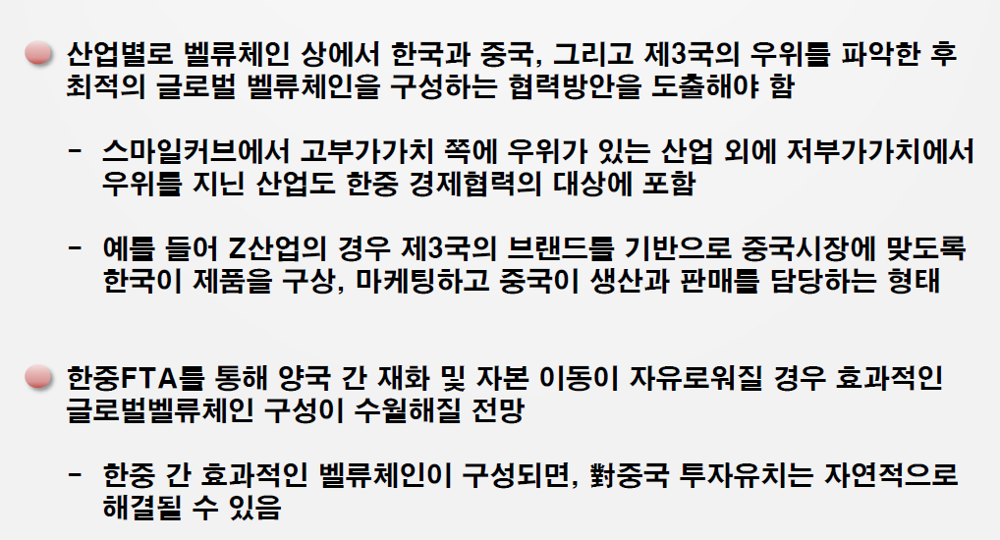 산업별로 벨류체인 상에서 한국과 중국, 그리고 제3국의 우위를 파악한 후
최적의 글로벌 벨류체인을 구성하는 협력방안을 도출해야 함
- 스마일커브에서 고부가가치 쪽에 우위가 있는 산업 외에 저부가가치에서
우위를 지닌 산업도 한중 경제협력의 대상에 포함
- 예를 들어 Z산업의 경우 제3국의 브랜드를 기반으로 중국시장에 맞도록
한국이 제품을 구상, 마케팅하고 중국이 생산과 판매를 담당하는 형태
한중FTA를 통해 양국 간 재화 및 자본 이동이 자유로워질 경우 효과적인
글로벌벨류체인 구성이 수월해질 전망
- 한중 간 효과적인 벨류체인이 구성되면, 對중국 투자유치는 자연적으로
해결될 수 있음